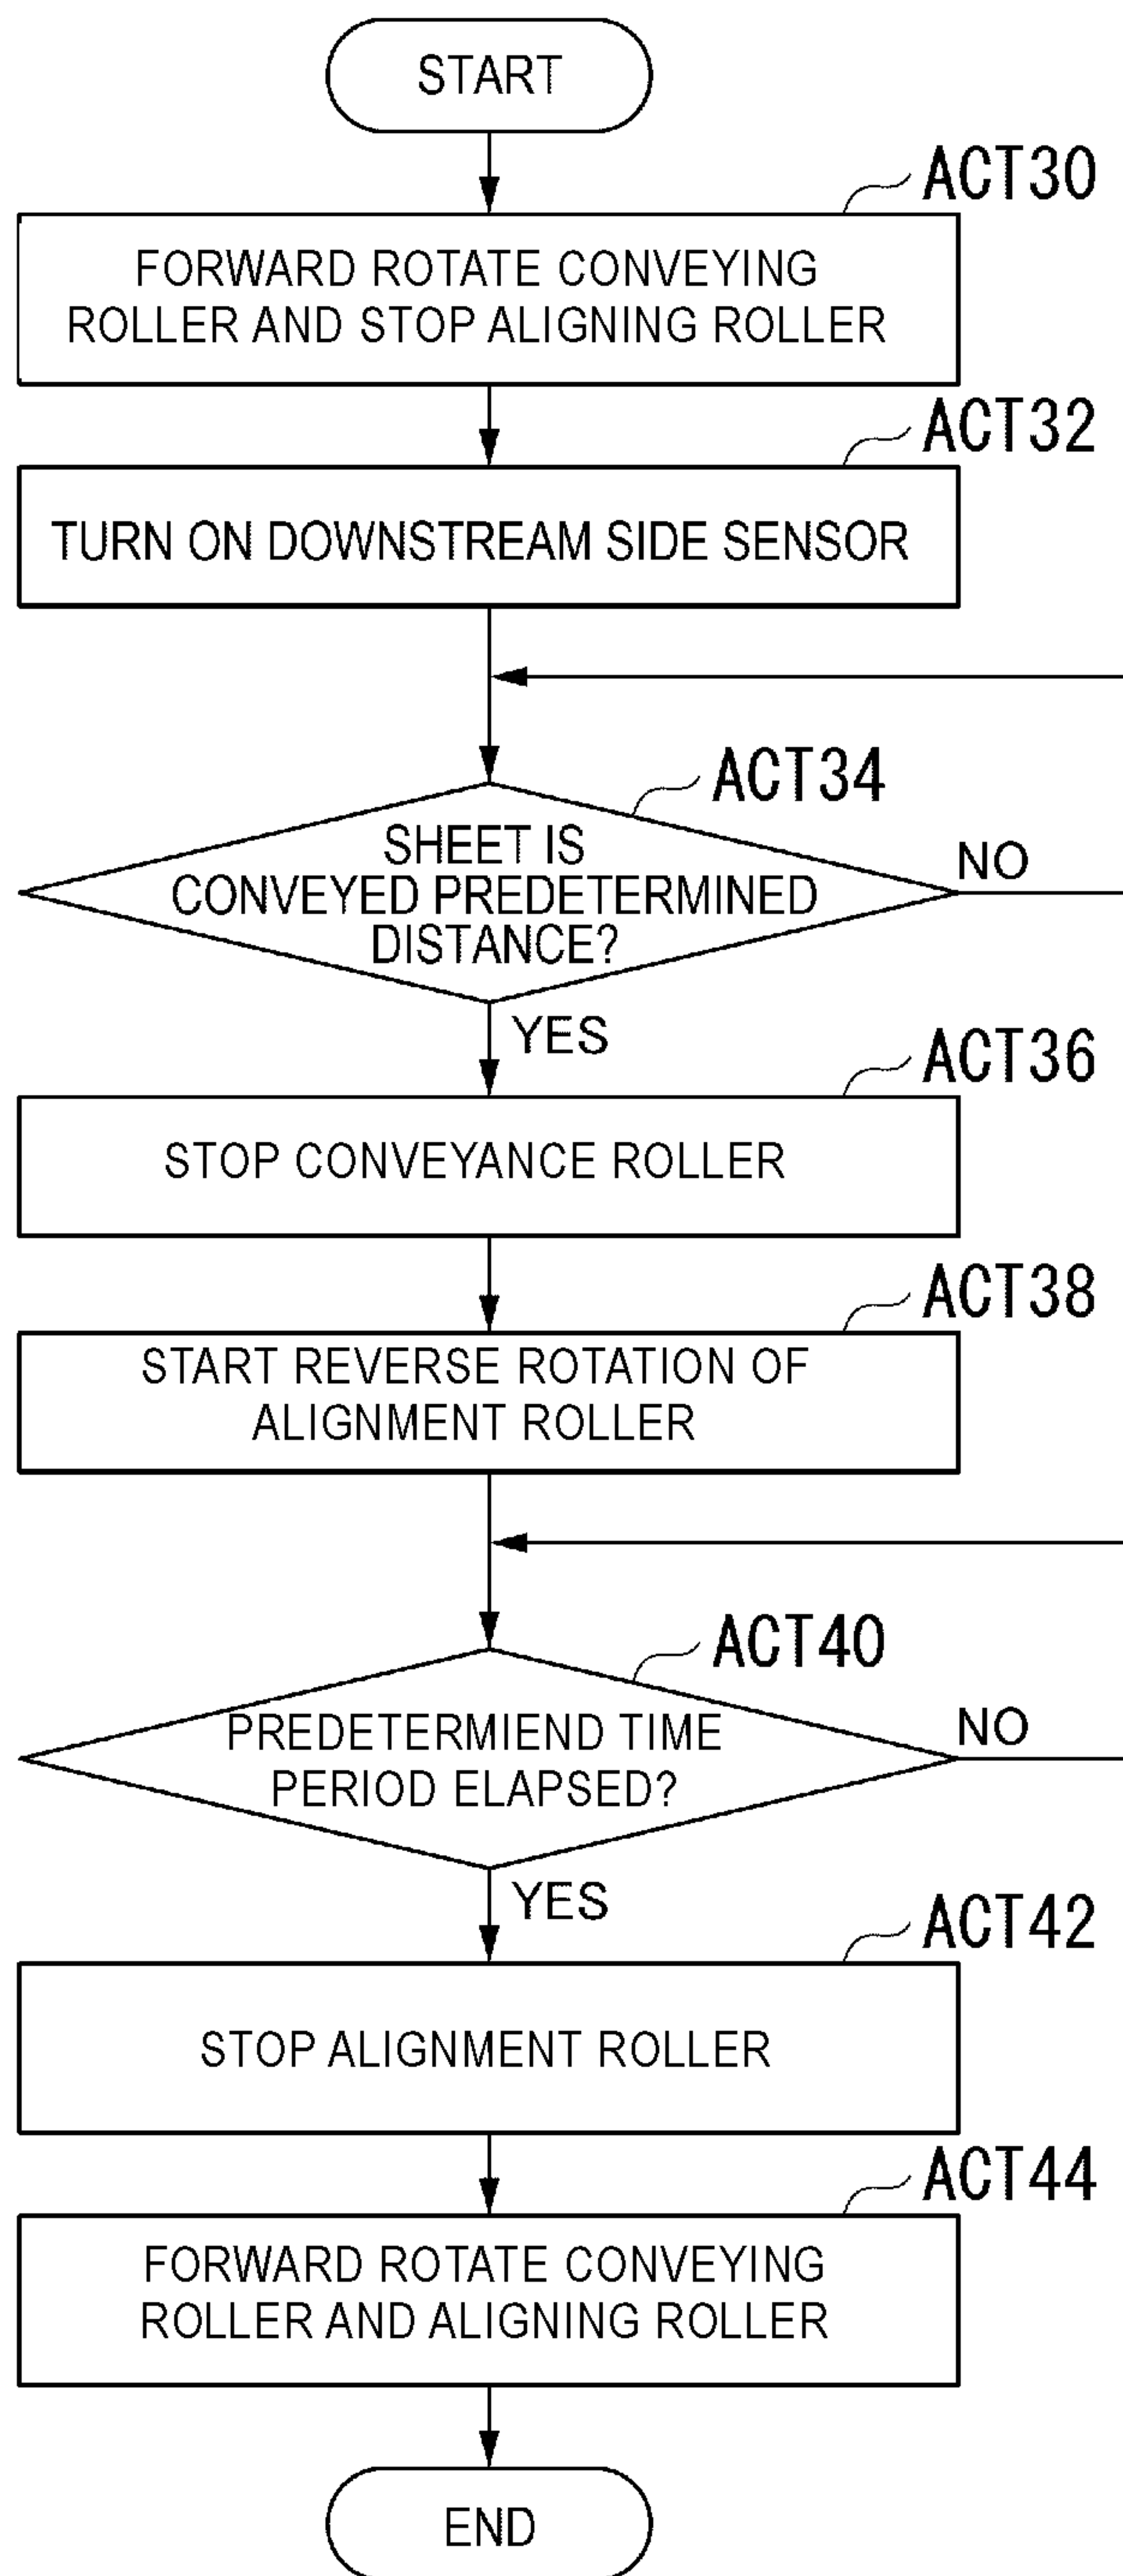 START
ACT30
FORWARD ROTATE CONVEYING
ROLLER AND STOP ALIGNING ROLLER
ACT32
TURN ON DOWNSTREAM SIDE SENSOR
ACT34
SHEET IS
CONVEYED PREDETERMINED
DISTANCE?
NO
YES
ACT36
STOP CONVEYANCE ROLLER
ACT38
START REVERSE ROTATION OF
ALIGNMENT ROLLER
ACT40
PREDETERMIEND TIME
PERIOD ELAPSED?
NO
YES
ACT42
STOP ALIGNMENT ROLLER
ACT44
FORWARD ROTATE CONVEYING
ROLLER AND ALIGNING ROLLER
END